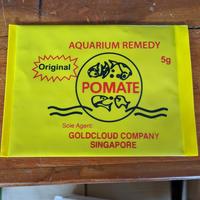 AQUARIUM REMEDY
Original
5g
POMATE
Sole Agent:
GOLDCLOUD COMPANY
SINGAPORE